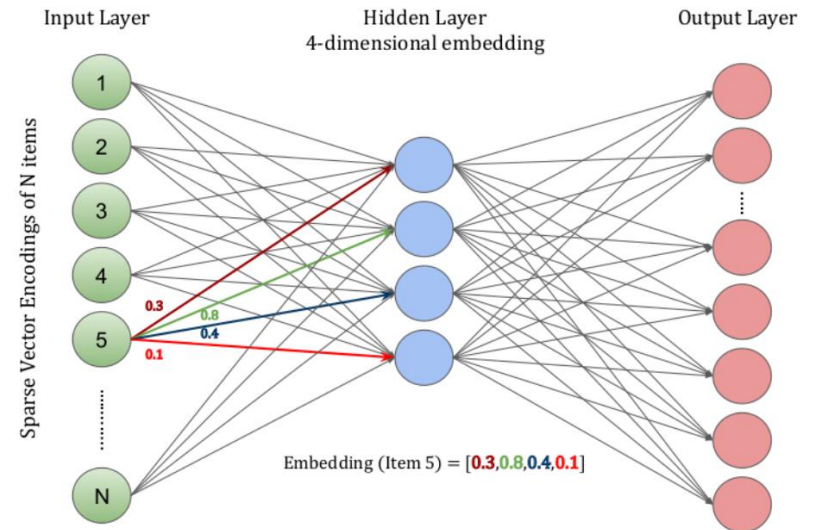 Input Layer
Hidden Layer
4-dimensional embedding
Output Layer
Sparse Vector Encodings of N items
1
2
3
4
5
N
0.3
0.8
0.4
0.1
Embedding (Item 5) = [0.3,0.8,0.4,0.1]